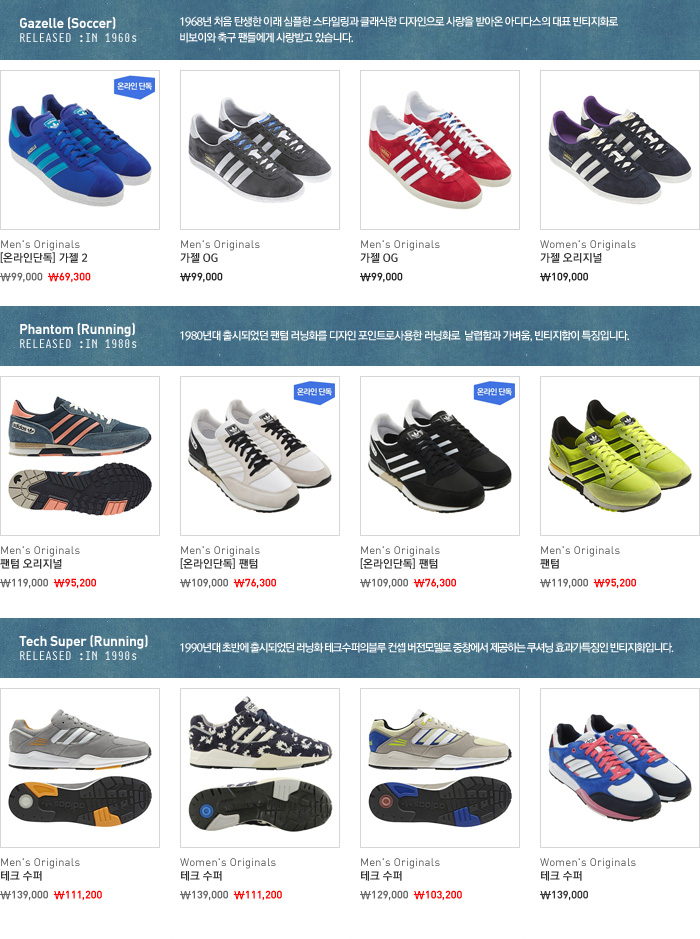 Gazelle (Soccer)
RELEASED :IN 1960s
1968년 처음 탄생한 이래 심플한 스타일링과 클래식한 디자인으로 사랑을 받아온 아디다스의 대표 빈티지화로
비보이와 축구 팬들에게 사랑받고 있습니다.
온라인 단독
Men's Originals
[온라인단독] 가젤 2
₩99,000 ₩69,300
Men's Originals
가젤 OG
₩99,000
Men's Originals
가젤 OG
₩99,000
Women's Originals
가젤 오리지널
₩109,000
Phantom (Running)
RELEASED :IN 1980s
1980년대 출시되었던 팬텀 러닝화를 디자인 포인트로사용한 러닝화로 날렵함과 가벼움, 빈티지함이 특징입니다.
adidas
온라인 단독
온라인 단독
Men's Originals
팬텀 오리지널
₩119,000 ₩95,200
Men's Originals
[온라인단독] 팬텀
₩109,000 ₩76,300
Men's Originals
[온라인단독] 팬텀
₩109,000 ₩76,300
Men's Originals
팬텀
₩119,000 ₩95,200
Tech Super (Running)
RELEASED :IN 1990s
1990년대 초반에 출시되었던 러닝화 테크수퍼의블루 컨셉 버전모델로 중창에서 제공하는 쿠셔닝 효과가특징인 빈티지화입니다.
Men's Originals
테크 수퍼
₩139,000 ₩111,200
Women's Originals
테크 수퍼
₩139,000 ₩111,200
Men's Originals
테크 수퍼
₩129,000 ₩103,200
Women's Originals
테크 수퍼
₩139,000